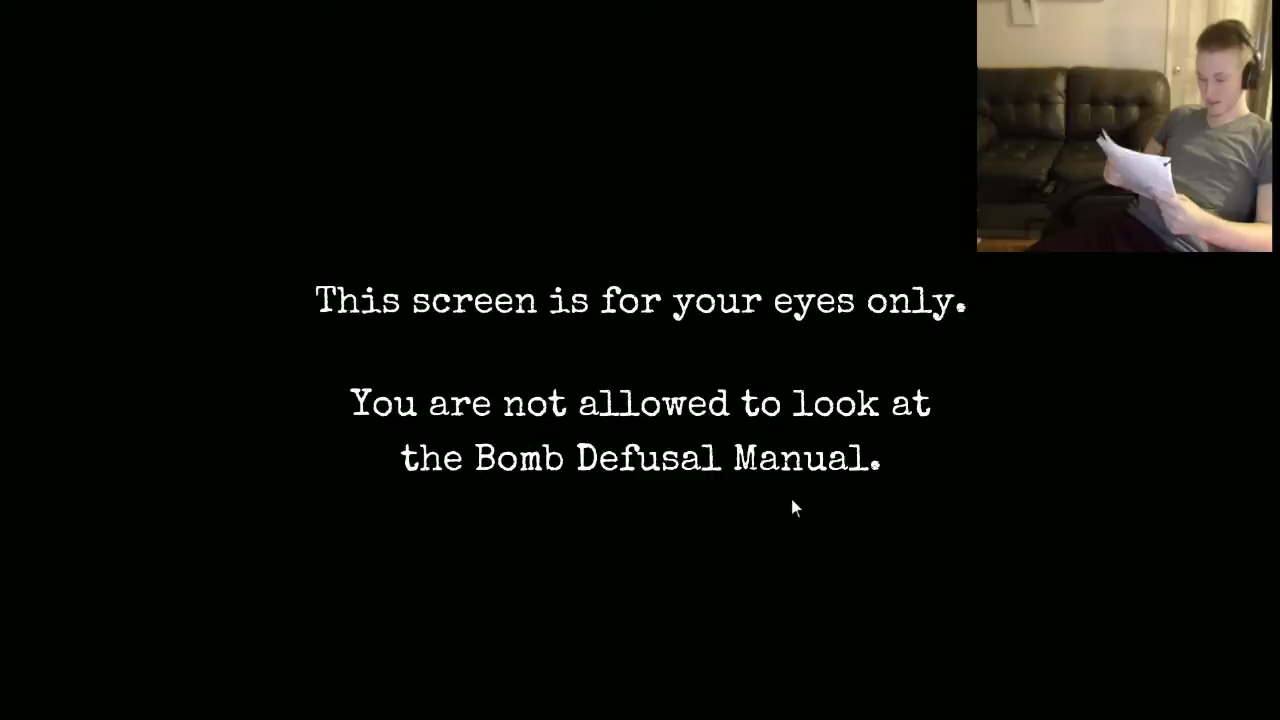 This screen is for your eyes only.
You are not allowed to look at
the Bomb Defusal Manual.